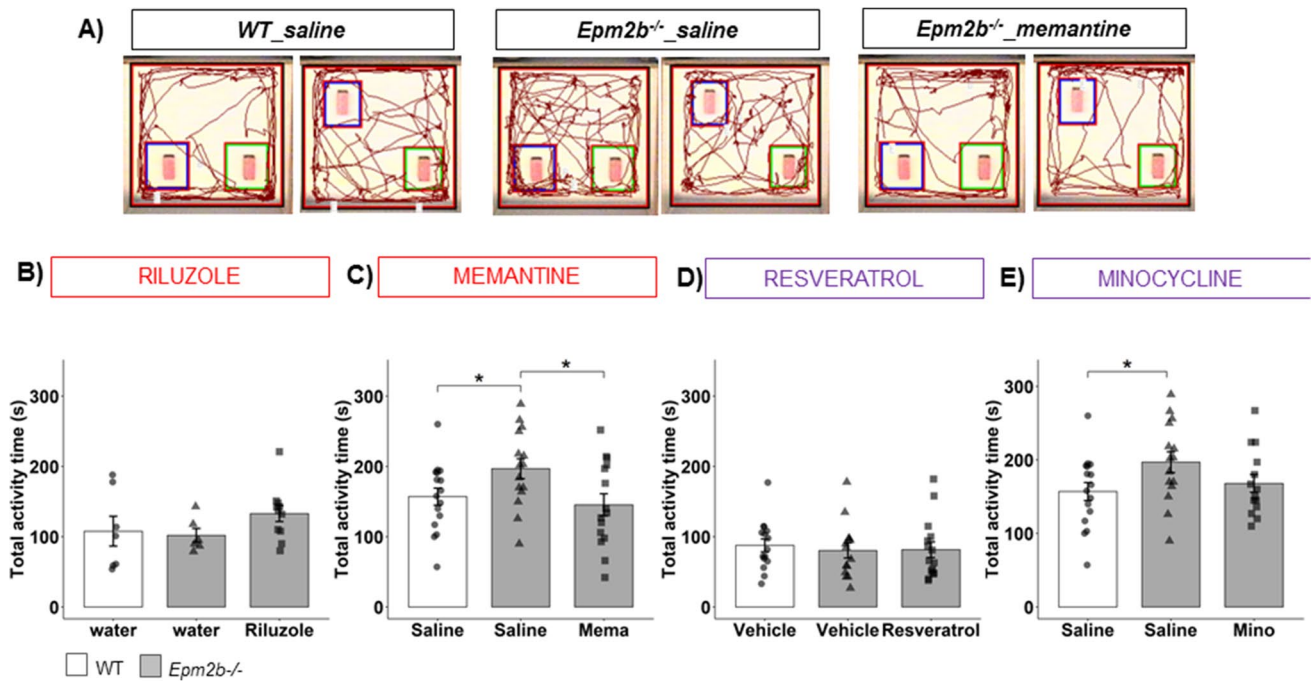 A)
WT_saline
Epm2b-/-_saline
Epm2b-/-_memantine
B)
RILUZOLE
C)
MEMANTINE
D)
RESVERATROL
E)
MINOCYCLINE
Total activity time (s)
300
200
100
0
water
water
Riluzole
Total activity time (s)
*
*
300
200
100
0
Saline
Saline
Mema
Total activity time (s)
300
200
100
0
Vehicle
Vehicle
Resveratrol
Total activity time (s)
*
300
200
100
0
Saline
Saline
Mino
WT
Epm2b-/-